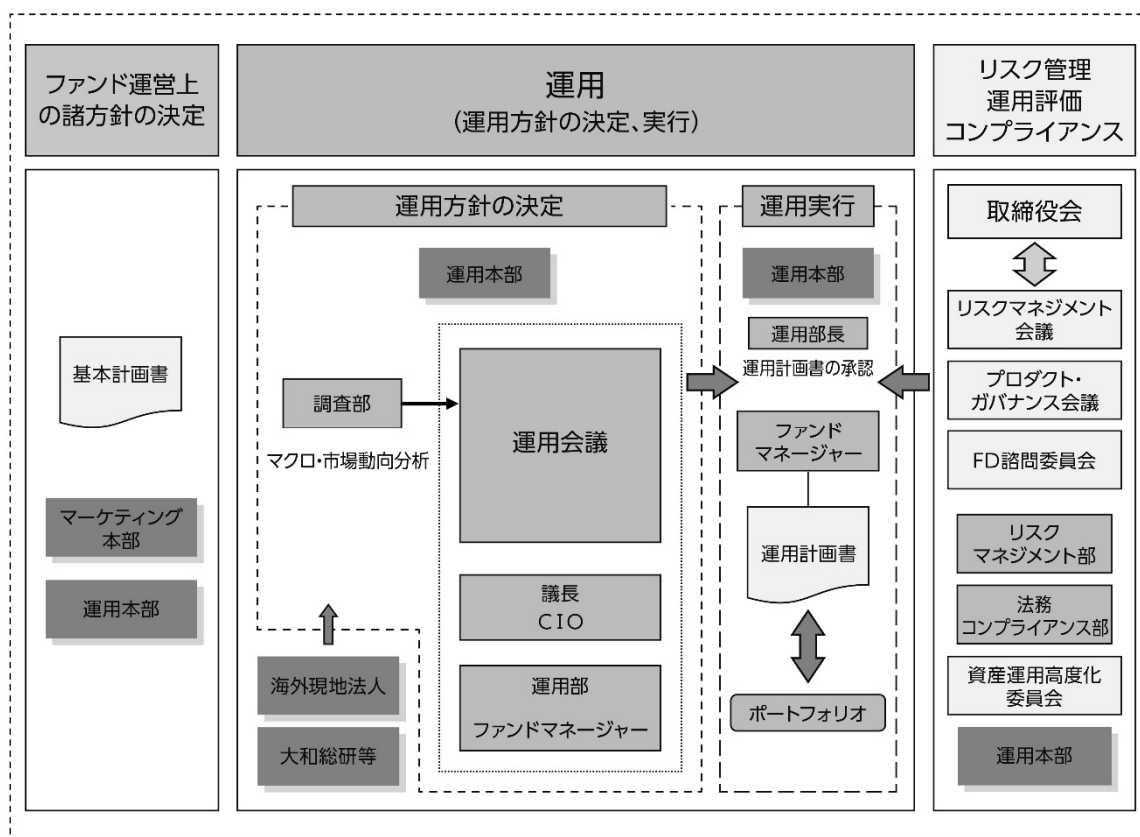 ファンド運営上
の諸方針の決定
運用
(運用方針の決定、実行)
リスク管理
運用評価
コンプライアンス
基本計画書
マーケティング
本部
運用本部
運用方針の決定
運用本部
調査部
マクロ・市場動向分析
運用会議
議長
CIO
運用部
ファンドマネージャー
海外現地法人
大和総研等
運用実行
運用本部
運用部長
運用計画書の承認
ファンド
マネージャー
運用計画書
ポートフォリオ
取締役会
リスクマネジメント
会議
プロダクト・
ガバナンス会議
FD諮問委員会
リスク
マネジメント部
法務
コンプライアンス部
資産運用高度化
委員会
運用本部